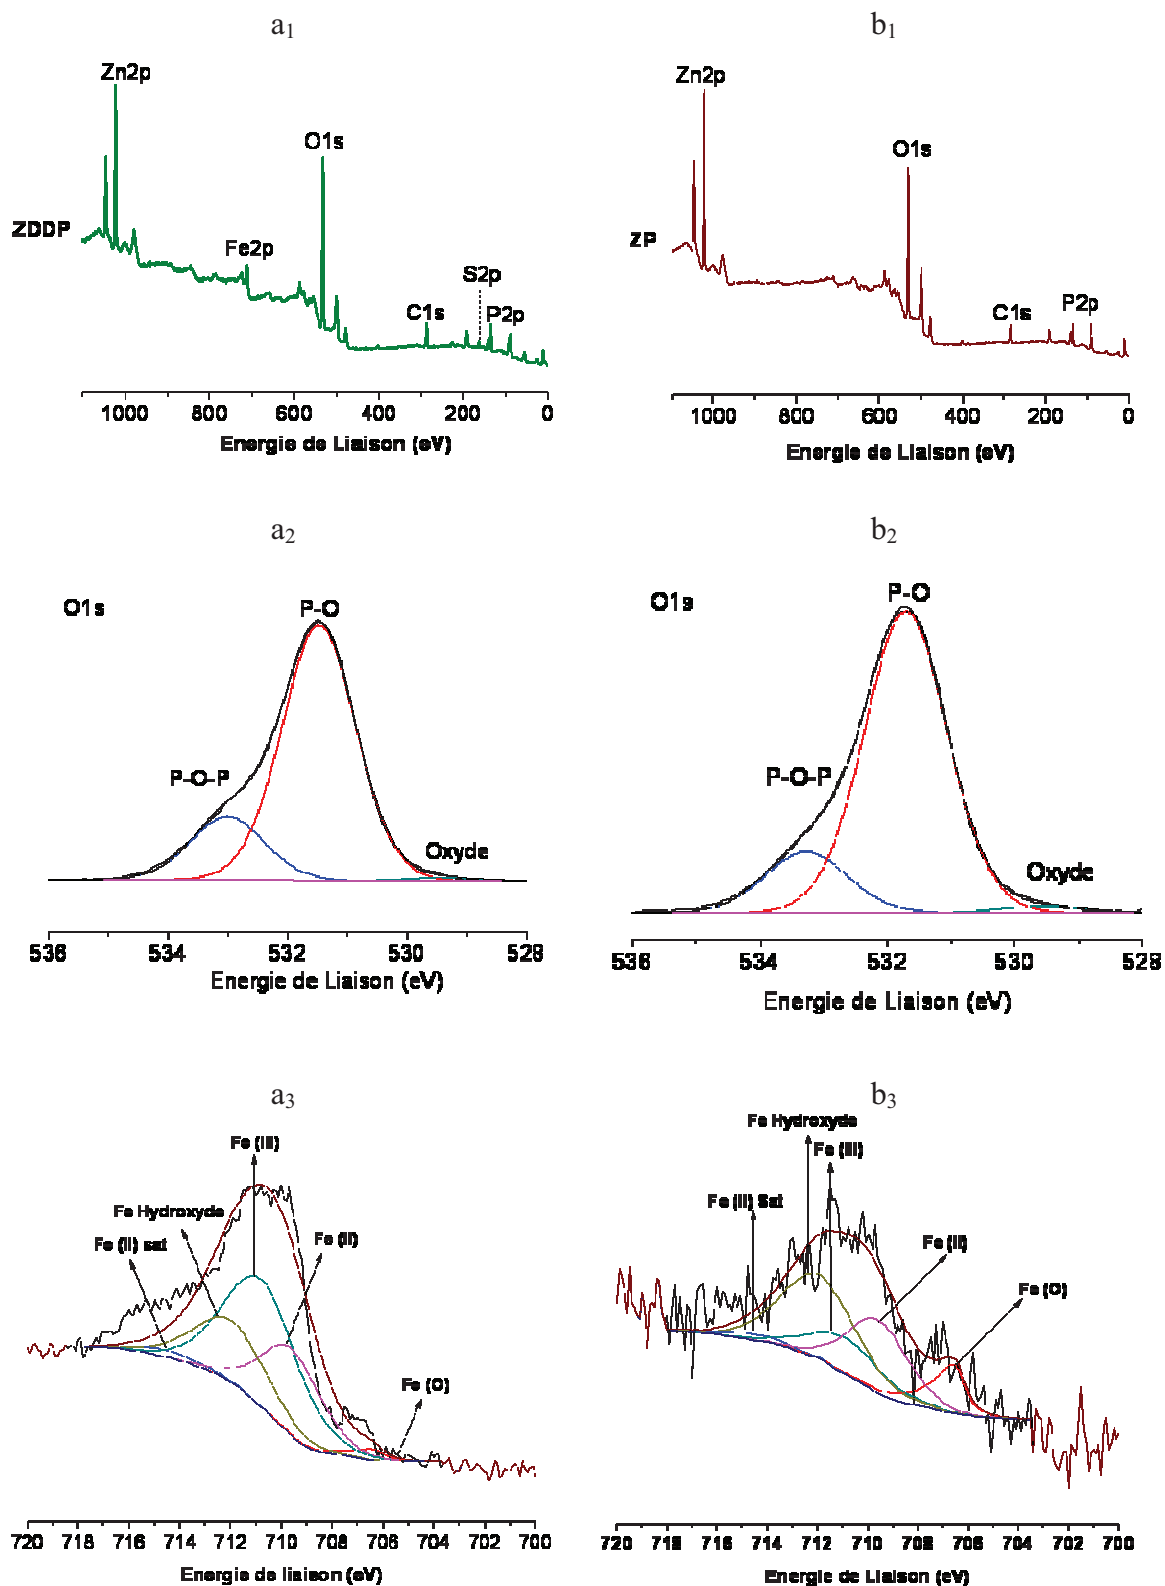 a1
b1
Zn2p
O1s
ZDDP
Fe2p
S2p
C1s
P2p
1000 800 600 400 200 0
Energie de Liaison (eV)
Zn2p
O1s
ZP
C1s
P2p
1000 800 600 400 200 0
Energie de Liaison (eV)
a2
b2
O1s
P-O
P-O-P
Oxyde
536 534 532 530 528
Energie de Liaison (eV)
O1s
P-O
P-O-P
Oxyde
536 534 532 530 528
Energie de Liaison (eV)
a3
b3
Fe (III)
Fe Hydroxyde
Fe (II) sat
Fe (II)
Fe (O)
720 718 716 714 712 710 708 706 704 702 700
Energie de liaison (eV)
Fe Hydroxyde
Fe (III)
Fe (II) Sat
Fe (II)
Fe (O)
720 718 716 714 712 710 708 706 704 702 700
Energie de Liaison (eV)